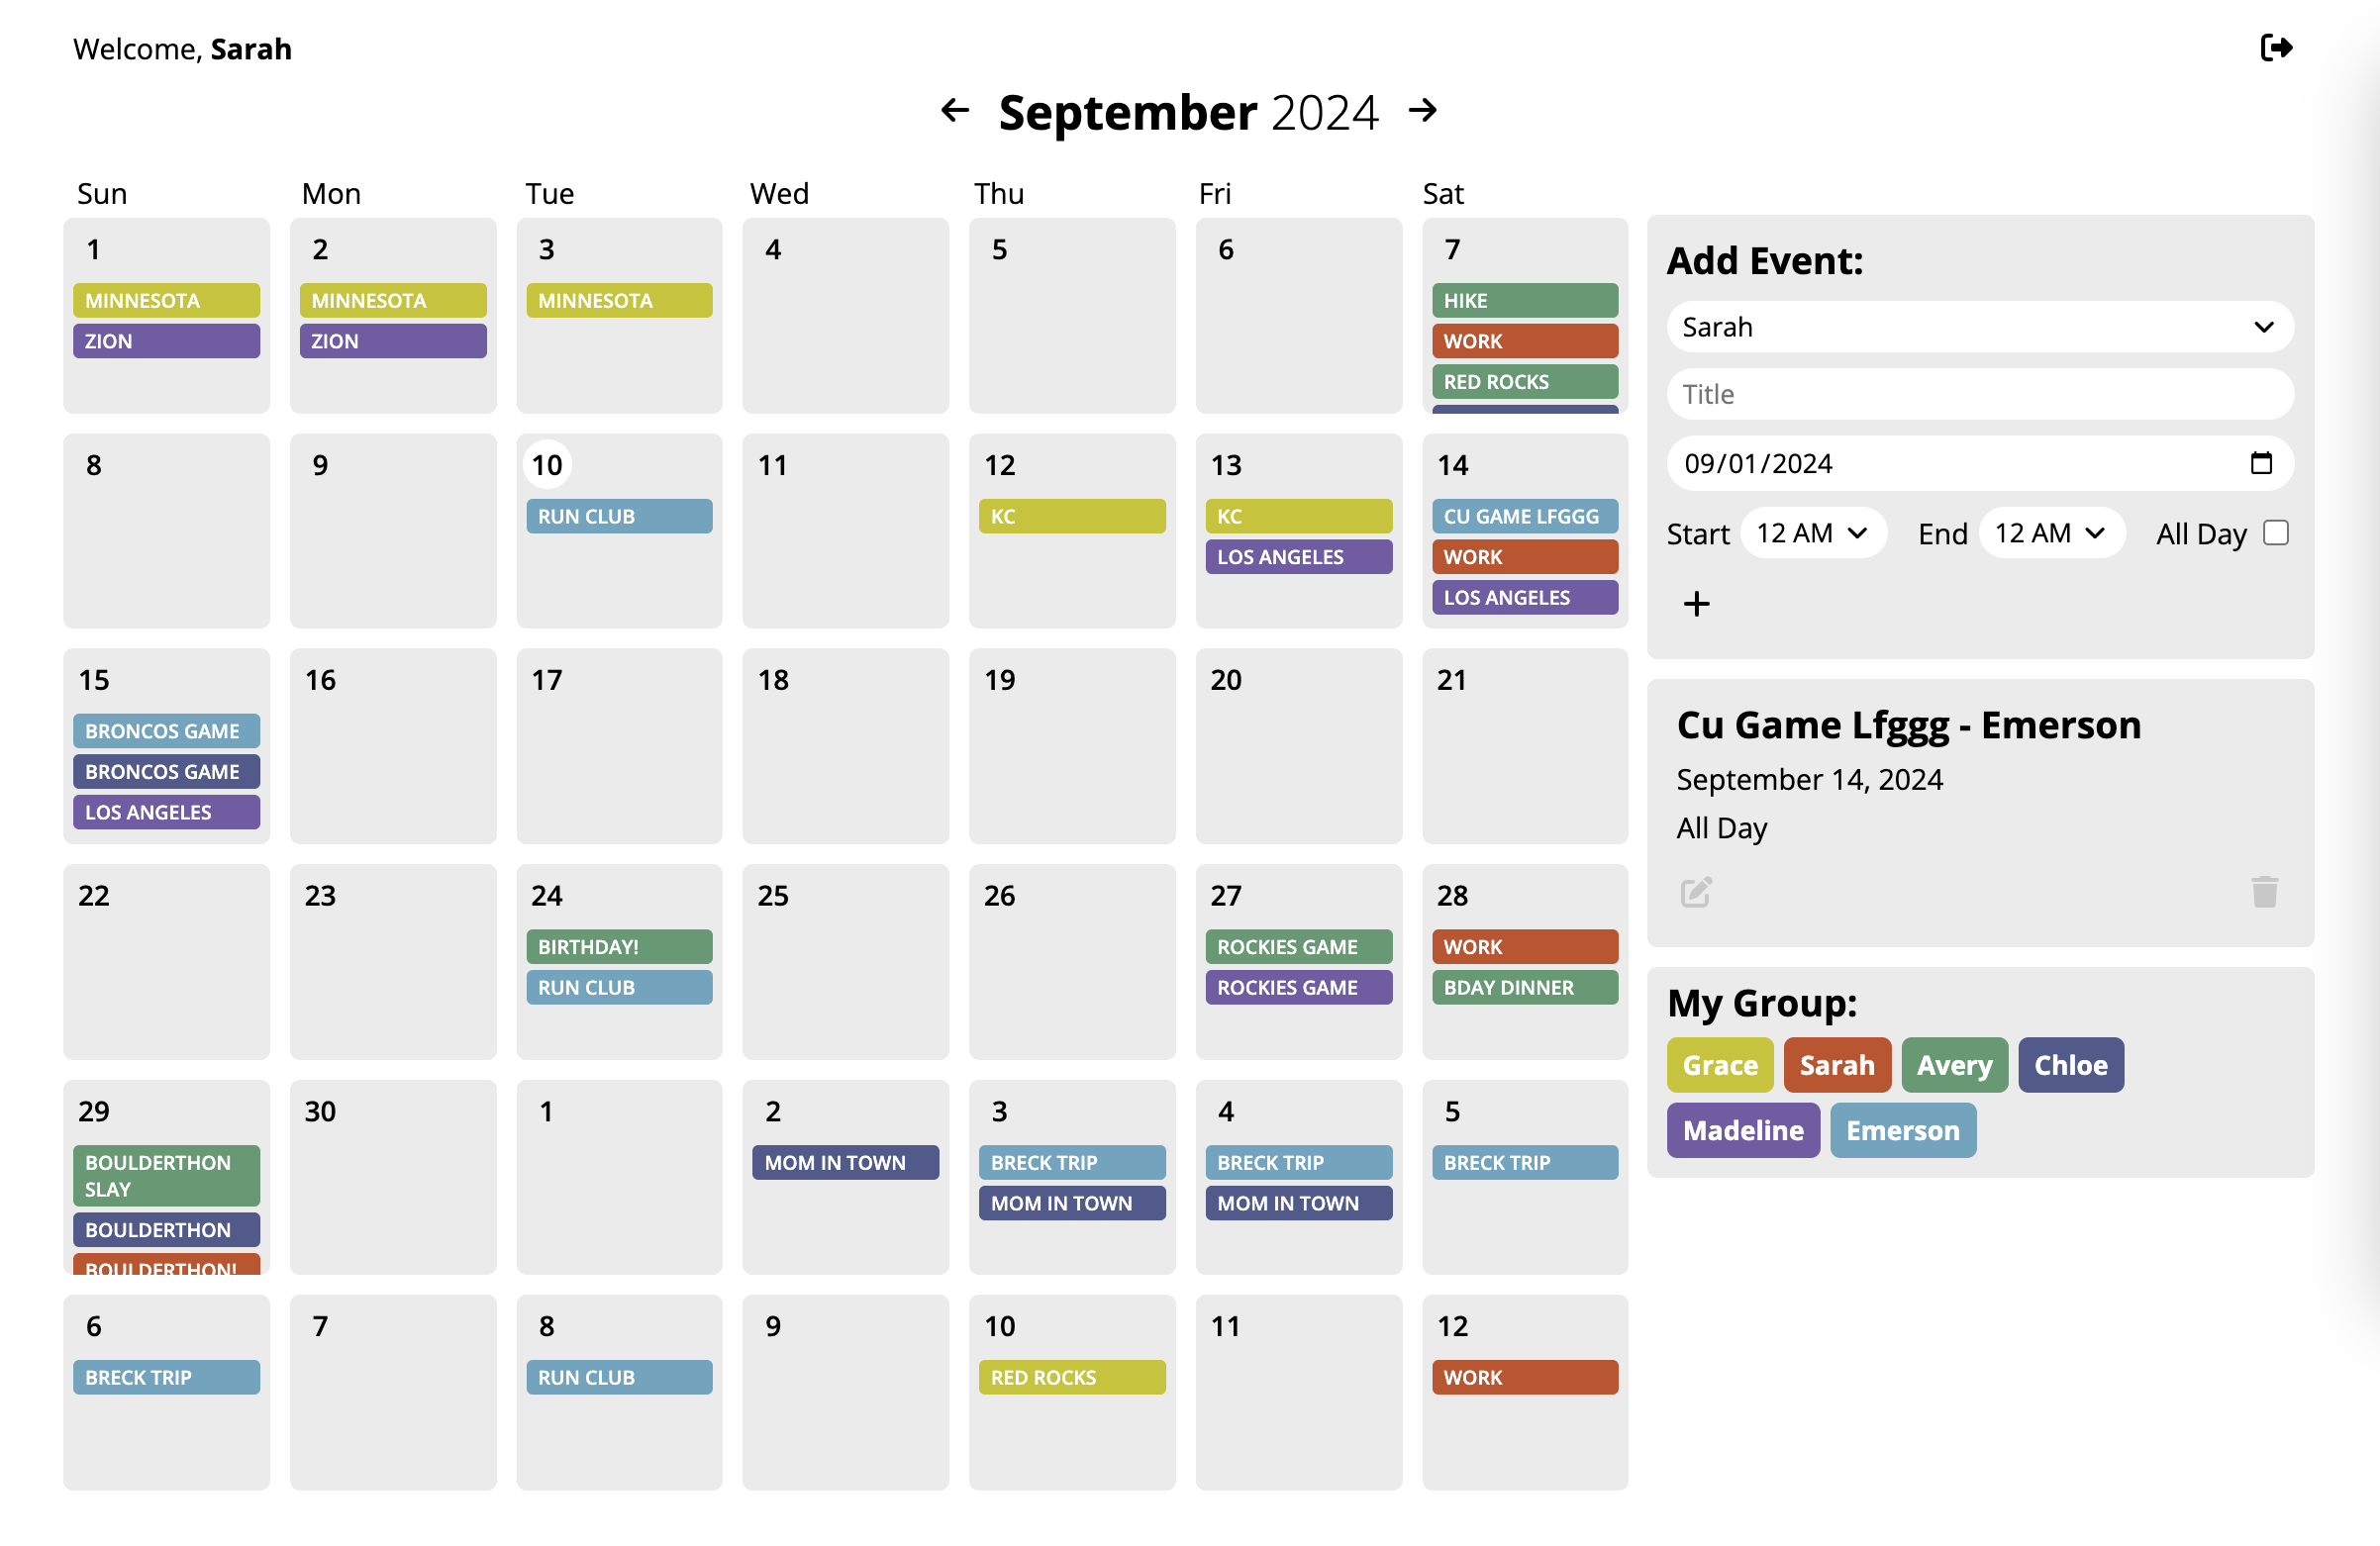 Welcome, Sarah
September 2024
Sun Mon Tue Wed Thu Fri Sat
1 2 3 4 5 6 7
MINNESOTA MINNESOTA MINNESOTA HIKE
ZION ZION WORK
RED ROCKS
8 9 10 11 12 13 14
RUN CLUB KC KC CU GAME LFGGG
LOS ANGELES WORK
LOS ANGELES
15 16 17 18 19 20 21
BRONCOS GAME
BRONCOS GAME
LOS ANGELES
22 23 24 25 26 27 28
BIRTHDAY! ROCKIES GAME WORK
RUN CLUB ROCKIES GAME BDAY DINNER
29 30 1 2 3 4 5
BOULDERTHON MOM IN TOWN BRECK TRIP BRECK TRIP BRECK TRIP
SLAY MOM IN TOWN MOM IN TOWN
BOULDERTHON
BOULDERTHON!
6 7 8 9 10 11 12
BRECK TRIP RUN CLUB RED ROCKS WORK
Add Event:
Sarah
Title
09/01/2024
Start 12 AM End 12 AM All Day
Cu Game Lfggg - Emerson
September 14, 2024
All Day
My Group:
Grace Sarah Avery Chloe
Madeline Emerson